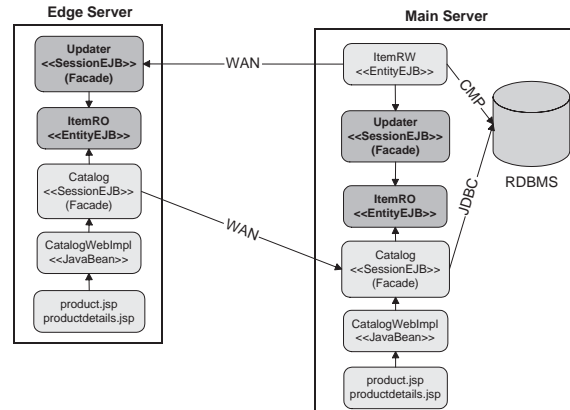 Edge Server
Updater
<<SessionEJB>>
(Facade)
ItemRO
<<EntityEJB>>
Catalog
<<SessionEJB>>
(Facade)
CatalogWebImpl
<<JavaBean>>
product.jsp
productdetails.jsp
WAN
WAN
Main Server
ItemRW
<<EntityEJB>>
Updater
<<SessionEJB>>
(Facade)
ItemRO
<<EntityEJB>>
Catalog
<<SessionEJB>>
(Facade)
CatalogWebImpl
<<JavaBean>>
product.jsp
productdetails.jsp
CMP
JDBC
RDBMS